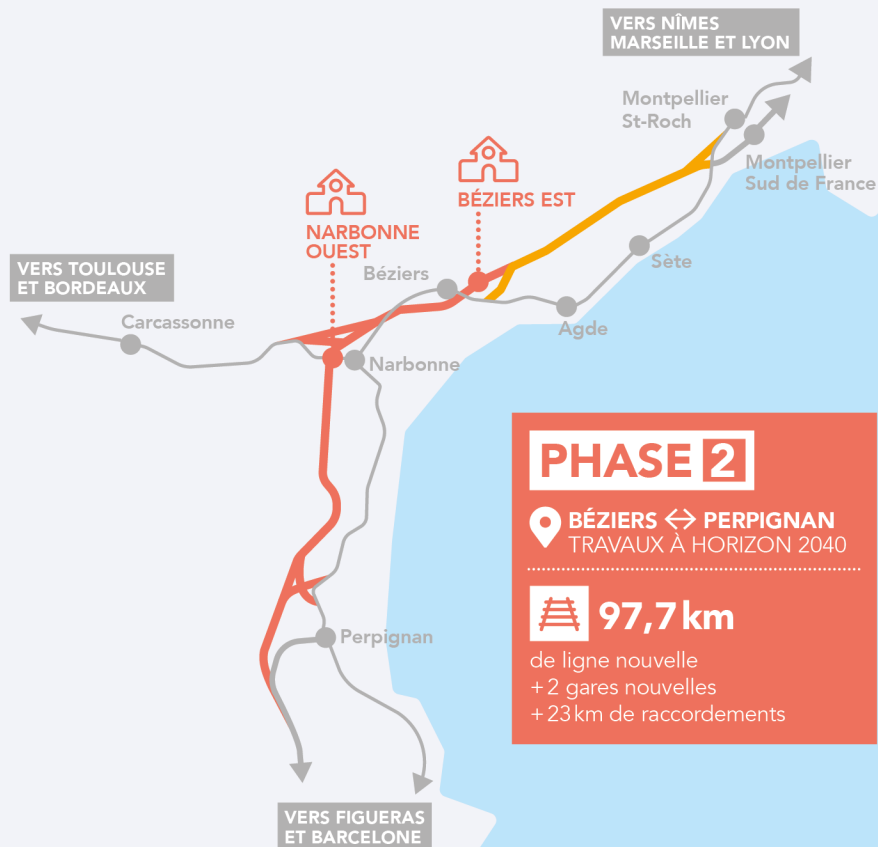 VERS NÎMES
MARSEILLE ET LYON
Montpellier
St-Roch
Montpellier
Sud de France
BÉZIERS EST
NARBONNE
OUEST
VERS TOULOUSE
ET BORDEAUX
Béziers
Sète
Carcassonne
Agde
Narbonne
PHASE 2
BÉZIERS <-> PERPIGNAN
TRAVAUX À HORIZON 2040
97,7 km
de ligne nouvelle
+ 2 gares nouvelles
+ 23 km de raccordements
Perpignan
VERS FIGUERAS
ET BARCELONE